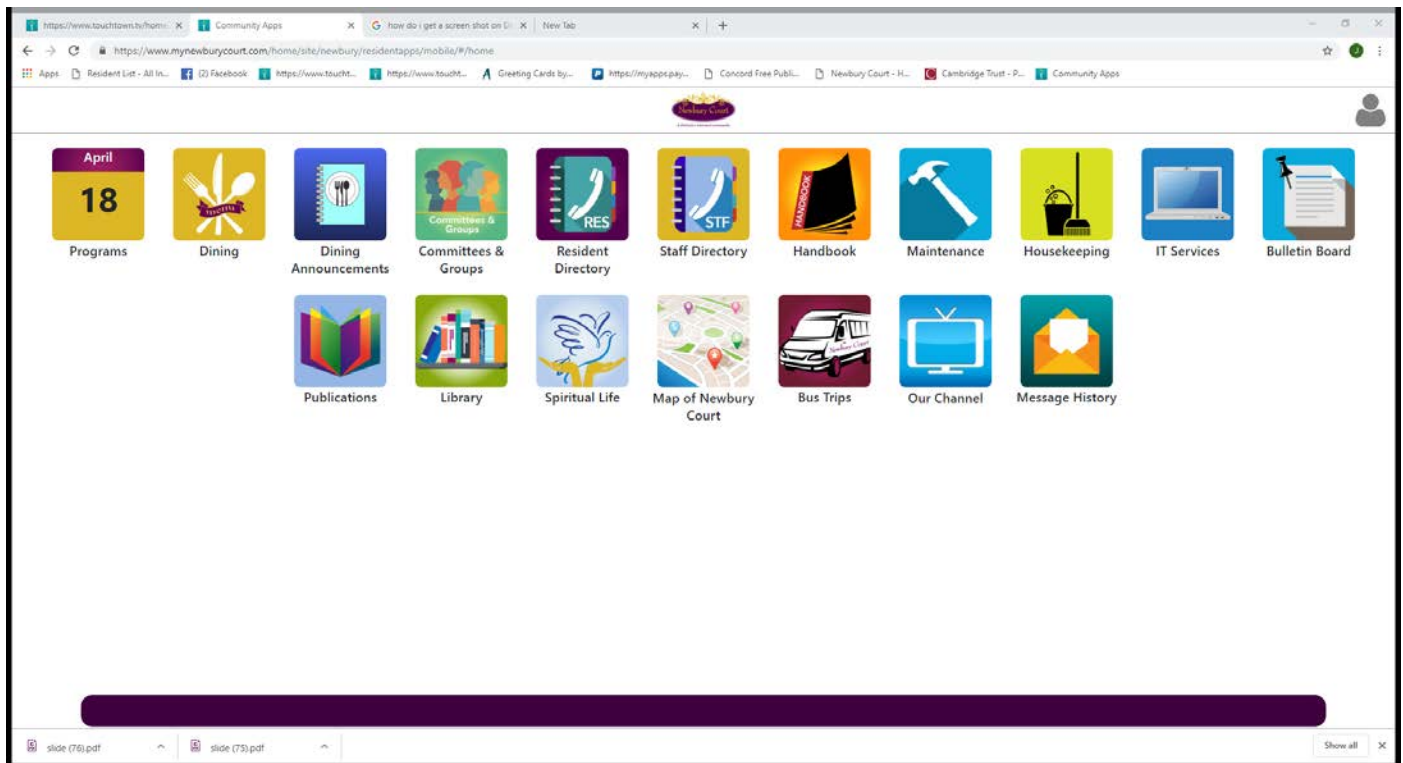 https://www.touchtown.tv/home
Community Apps
how do i get a screen shot on D
New Tab
https://www.mynewburycourt.com/home/site/newbury/residentapps/mobile/#/home
J
Apps
Resident List - All In...
(2) Facebook
https://www.toucht...
https://www.toucht...
Greeting Cards by...
https://myapps.pay...
Concord Free Publi...
Newbury Court - H...
Cambridge Trust - P...
Community Apps
Newbury Court
April
18
Programs
Dining
Dining
Announcements
Committees &
Groups
Committees &
Groups
RES
Resident
Directory
STF
Staff Directory
HANDBOOK
Handbook
Maintenance
Housekeeping
IT Services
Bulletin Board
Publications
Library
Spiritual Life
Map of Newbury
Court
Newbury Court
Bus Trips
Our Channel
Message History
slide (76).pdf
slide (75).pdf
Show all